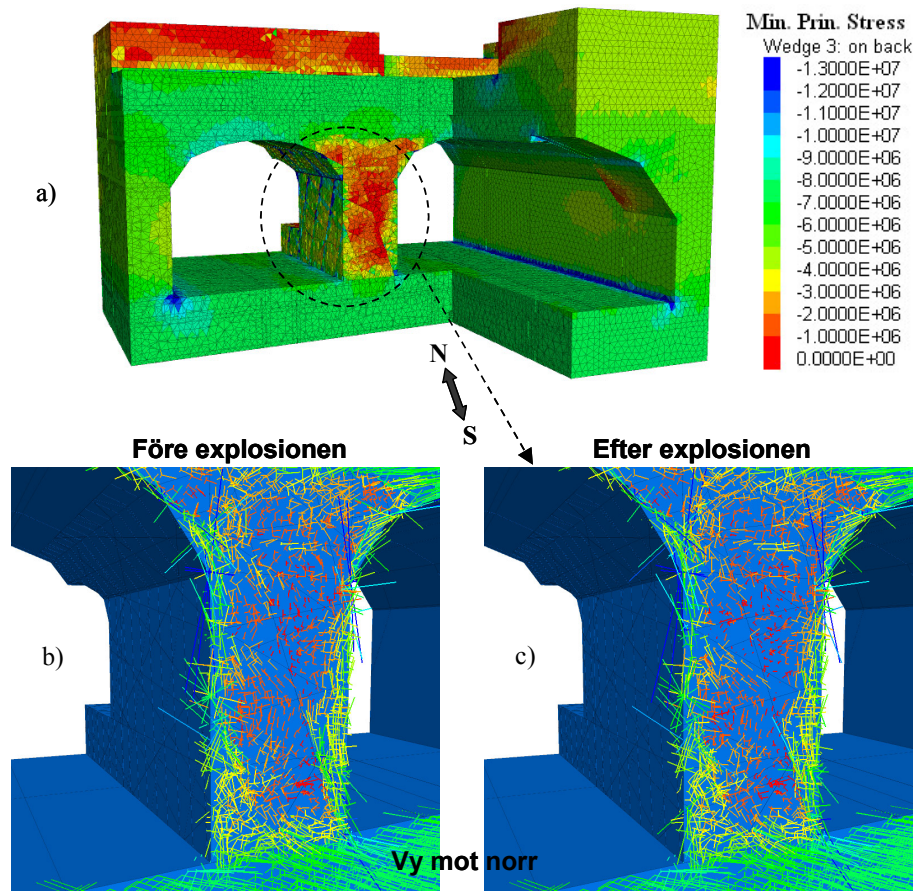 Min. Prin. Stress
Wedge 3: on back
-1.3000E+07
-1.2000E+07
-1.1000E+07
-1.0000E+07
-9.0000E+06
-8.0000E+06
-7.0000E+06
-6.0000E+06
-5.0000E+06
-4.0000E+06
-3.0000E+06
-2.0000E+06
-1.0000E+06
0.0000E+00
a)
N
S
Före explosionen
Efter explosionen
b)
c)
Vy mot norr